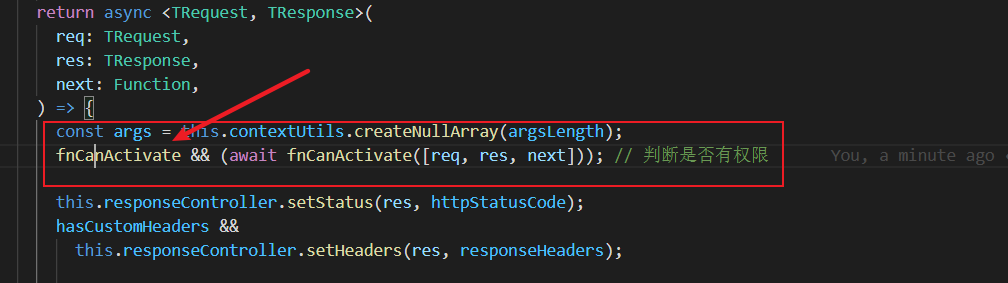 return async <TRequest, TResponse>(
req: TRequest,
res: TResponse,
next: Function,
) => {
const args = this.contextUtils.createNullArray(argsLength);
fnCanActivate && (await fnCanActivate([req, res, next])); // 判断是否有权限 You, a minute ago
this.responseController.setStatus(res, httpStatusCode);
hasCustomHeaders &&
this.responseController.setHeaders(res, responseHeaders);